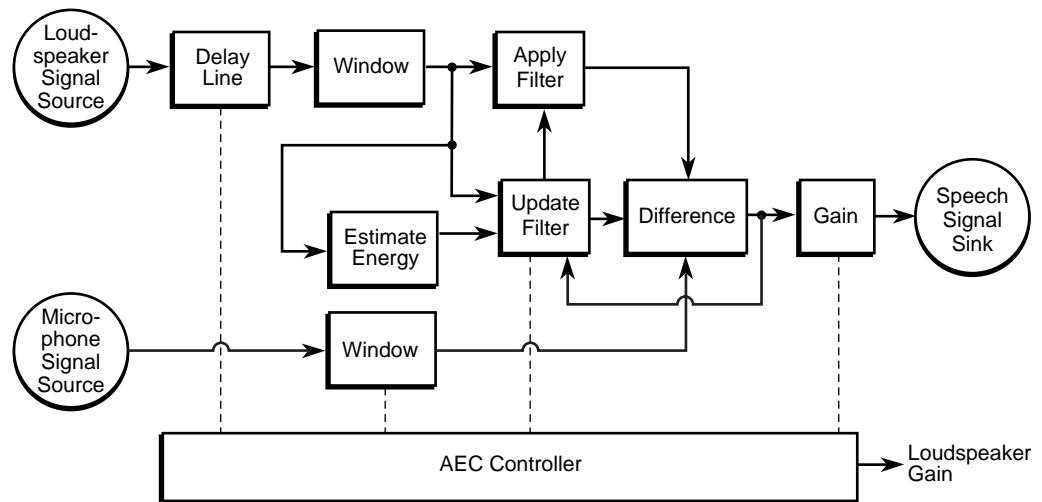 Loud-
speaker
Signal
Source
Delay
Line
Window
Apply
Filter
Update
Filter
Difference
Gain
Speech
Signal
Sink
Estimate
Energy
Micro-
phone
Signal
Source
Window
AEC Controller
Loudspeaker
Gain